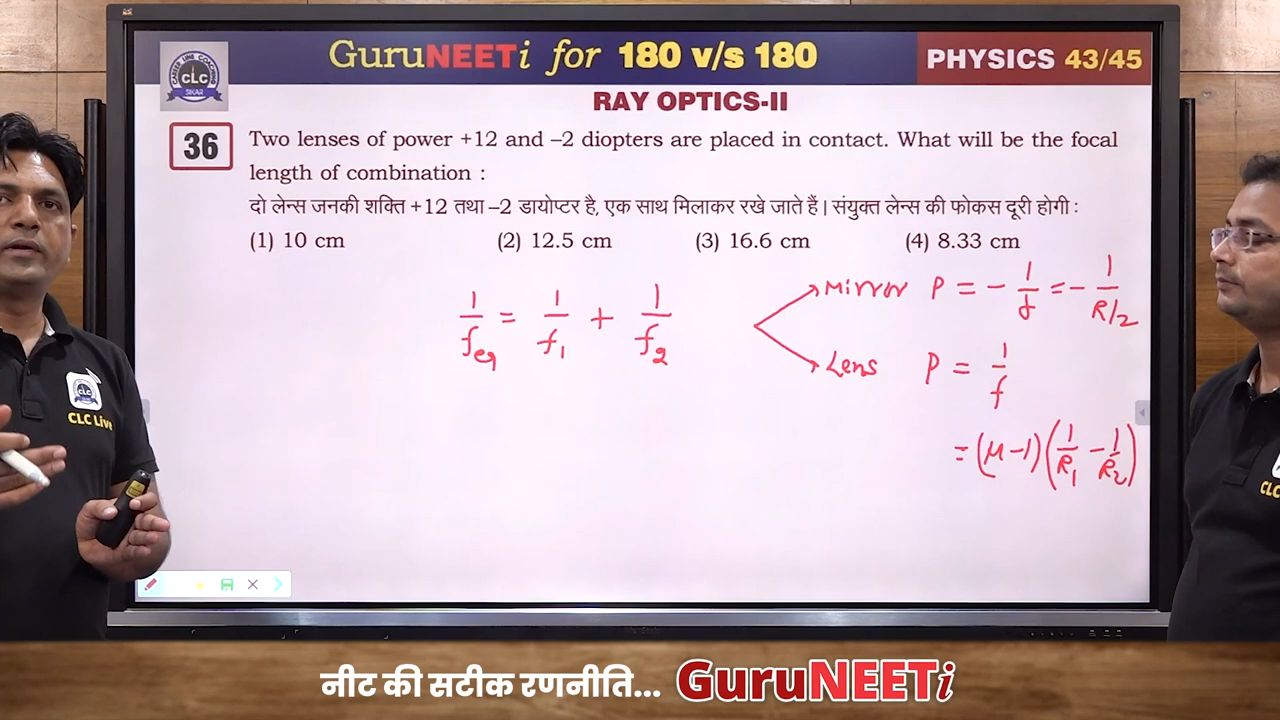 GuruNEETi for 180 v/s 180
PHYSICS 43/45
CAREER LINE COACHING
CLC
SIKAR
RAY OPTICS-II
36
Two lenses of power +12 and –2 diopters are placed in contact. What will be the focal
length of combination :
दो लेन्स जनकी शक्ति +12 तथा –2 डायोप्टर है, एक साथ मिलाकर रखे जाते हैं। संयुक्त लेन्स की फोकस दूरी होगी :
(1) 10 cm (2) 12.5 cm (3) 16.6 cm (4) 8.33 cm
1/feq = 1/f1 + 1/f2
Mirror P = - 1/f = - 1/R/2
Lens P = 1/f
= (μ-1)(1/R1 - 1/R2)
CLC Live
CLC
नीट की सटीक रणनीति... GuruNEETi